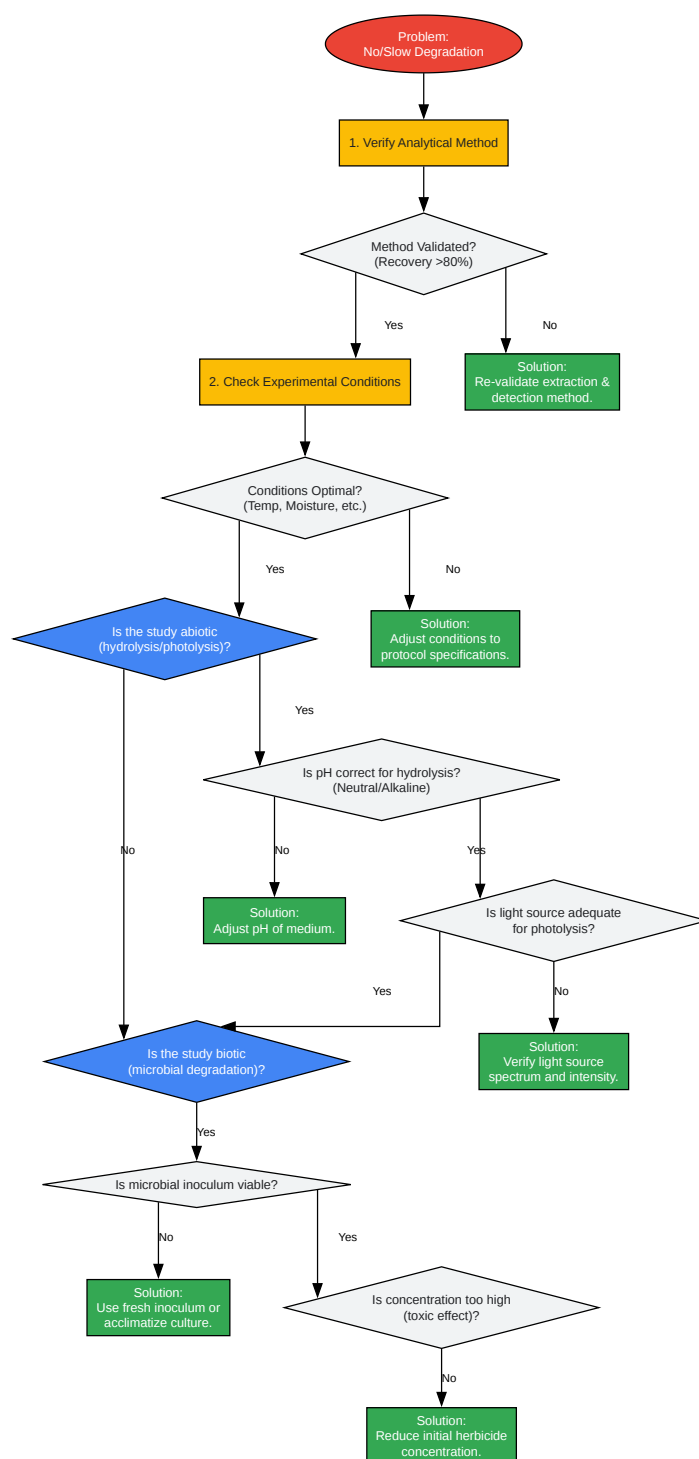 Problem:
No/Slow Degradation
1. Verify Analytical Method
Method Validated?
(Recovery >80%)
Yes
No
2. Check Experimental Conditions
Solution:
Re-validate extraction &
detection method.
Conditions Optimal?
(Temp, Moisture, etc.)
Yes
No
Is the study abiotic
(hydrolysis/photolysis)?
Solution:
Adjust conditions to
protocol specifications.
Yes
Is pH correct for hydrolysis?
(Neutral/Alkaline)
No
No
Yes
Solution:
Adjust pH of medium.
Is light source adequate
for photolysis?
Yes
No
Is the study biotic
(microbial degradation)?
Solution:
Verify light source
spectrum and intensity.
Yes
Is microbial inoculum viable?
No
Yes
Solution:
Use fresh inoculum or
acclimatize culture.
Is concentration too high
(toxic effect)?
No
Solution:
Reduce initial herbicide
concentration.